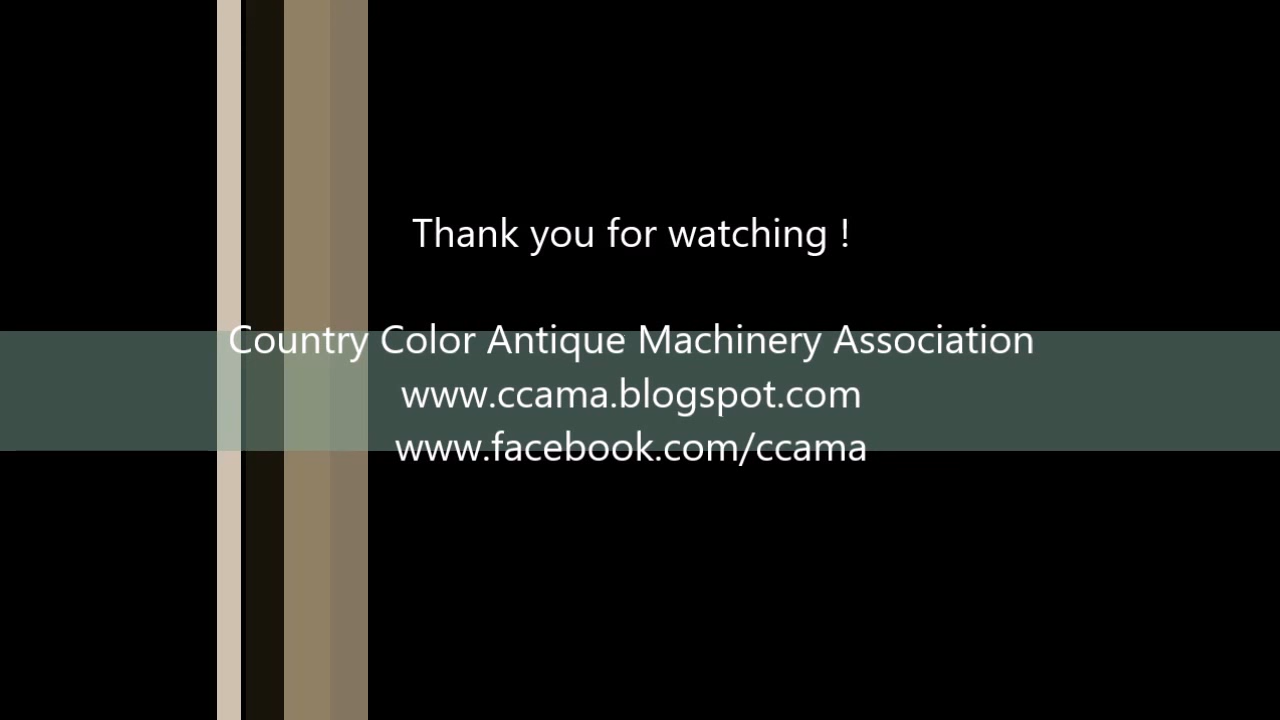 Thank you for watching !
Country Color Antique Machinery Association
www.ccama.blogspot.com
www.facebook.com/ccama